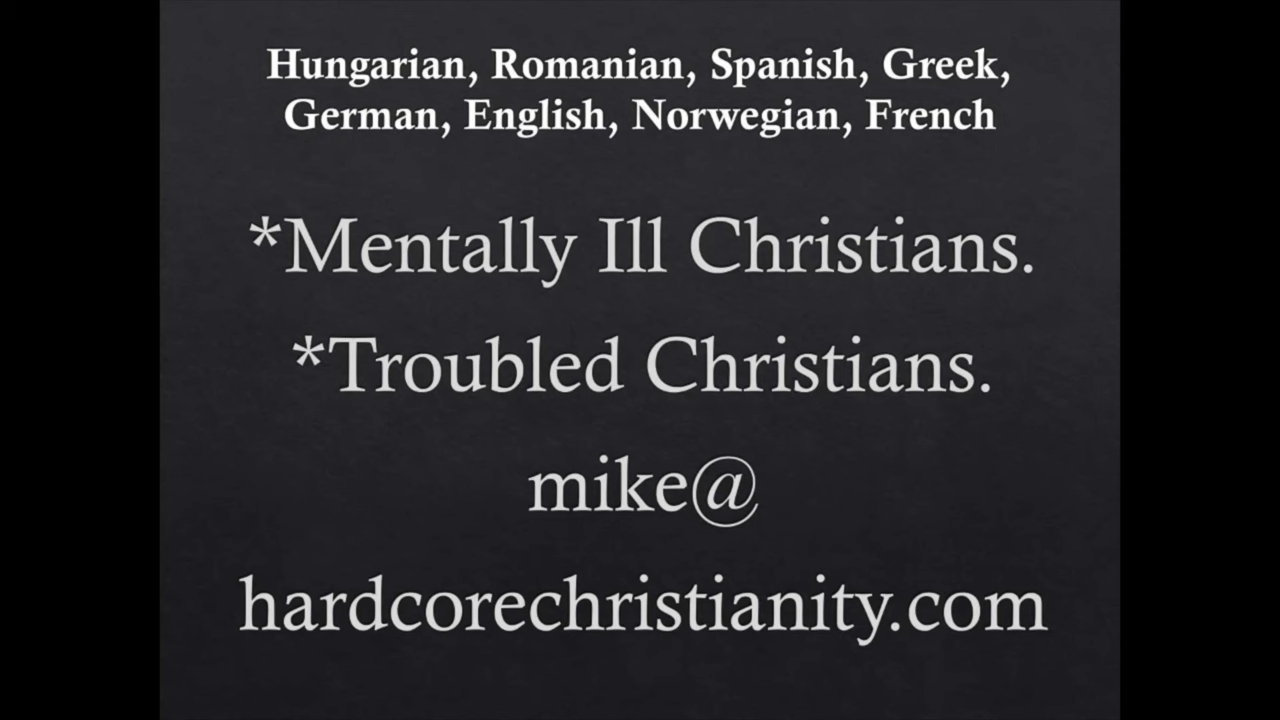 Hungarian, Romanian, Spanish, Greek,
German, English, Norwegian, French
*Mentally Ill Christians.
*Troubled Christians.
mike@
hardcorechristianity.com